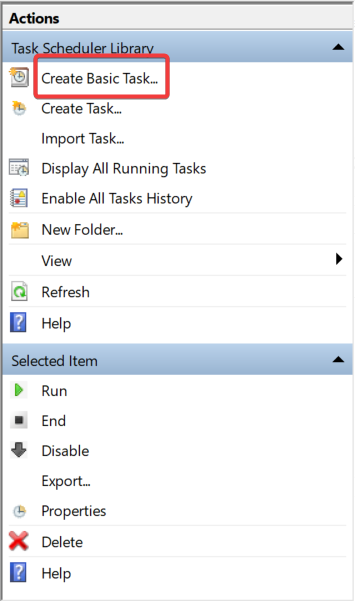 Actions
Task Scheduler Library
Create Basic Task...
Create Task...
Import Task...
Display All Running Tasks
Enable All Tasks History
New Folder...
View
Refresh
Help
Selected Item
Run
End
Disable
Export...
Properties
Delete
Help